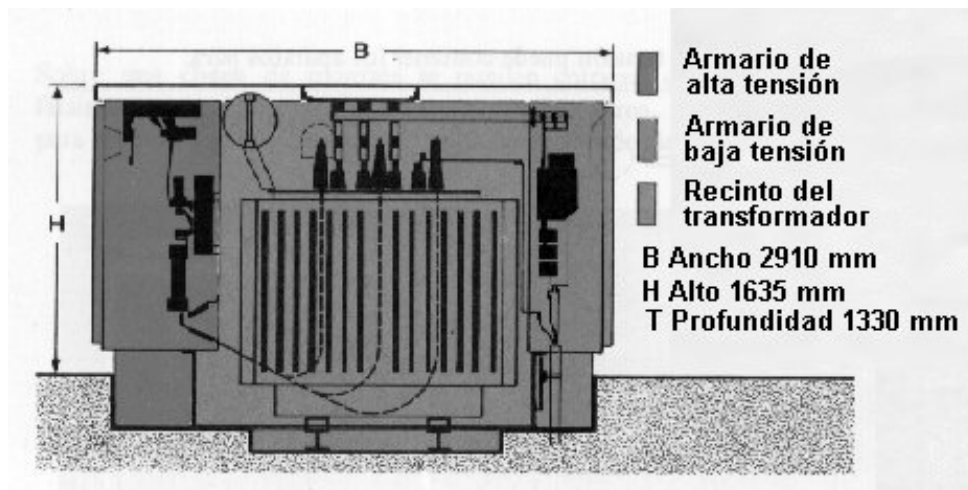 B
H
Armario de
alta tensión
Armario de
baja tensión
Recinto del
transformador
B Ancho 2910 mm
H Alto 1635 mm
T Profundidad 1330 mm